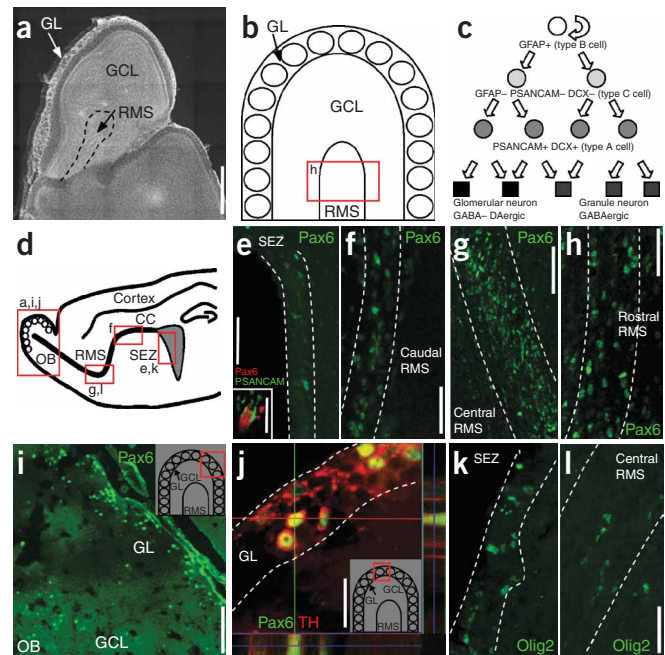 a
GL
GCL
RMS
b
GL
GCL
h
RMS
c
GFAP+ (type B cell)
GFAP– PSANCAM– DCX– (type C cell)
PSANCAM+ DCX+ (type A cell)
Glomerular neuron
GABA– DAergic
Granule neuron
GABAergic
d
a,i,j
Cortex
CC
f
OB
RMS
SEZ
e,k
g,l
e
SEZ
Pax6
Pax6
PSANCAM
f
Pax6
Caudal
RMS
g
Pax6
Central
RMS
h
Rostral
RMS
Pax6
i
Pax6
GCL
GL
RMS
GL
OB
GCL
j
GL
GCL
GL
RMS
Pax6 TH
k
SEZ
Olig2
l
Central
RMS
Olig2